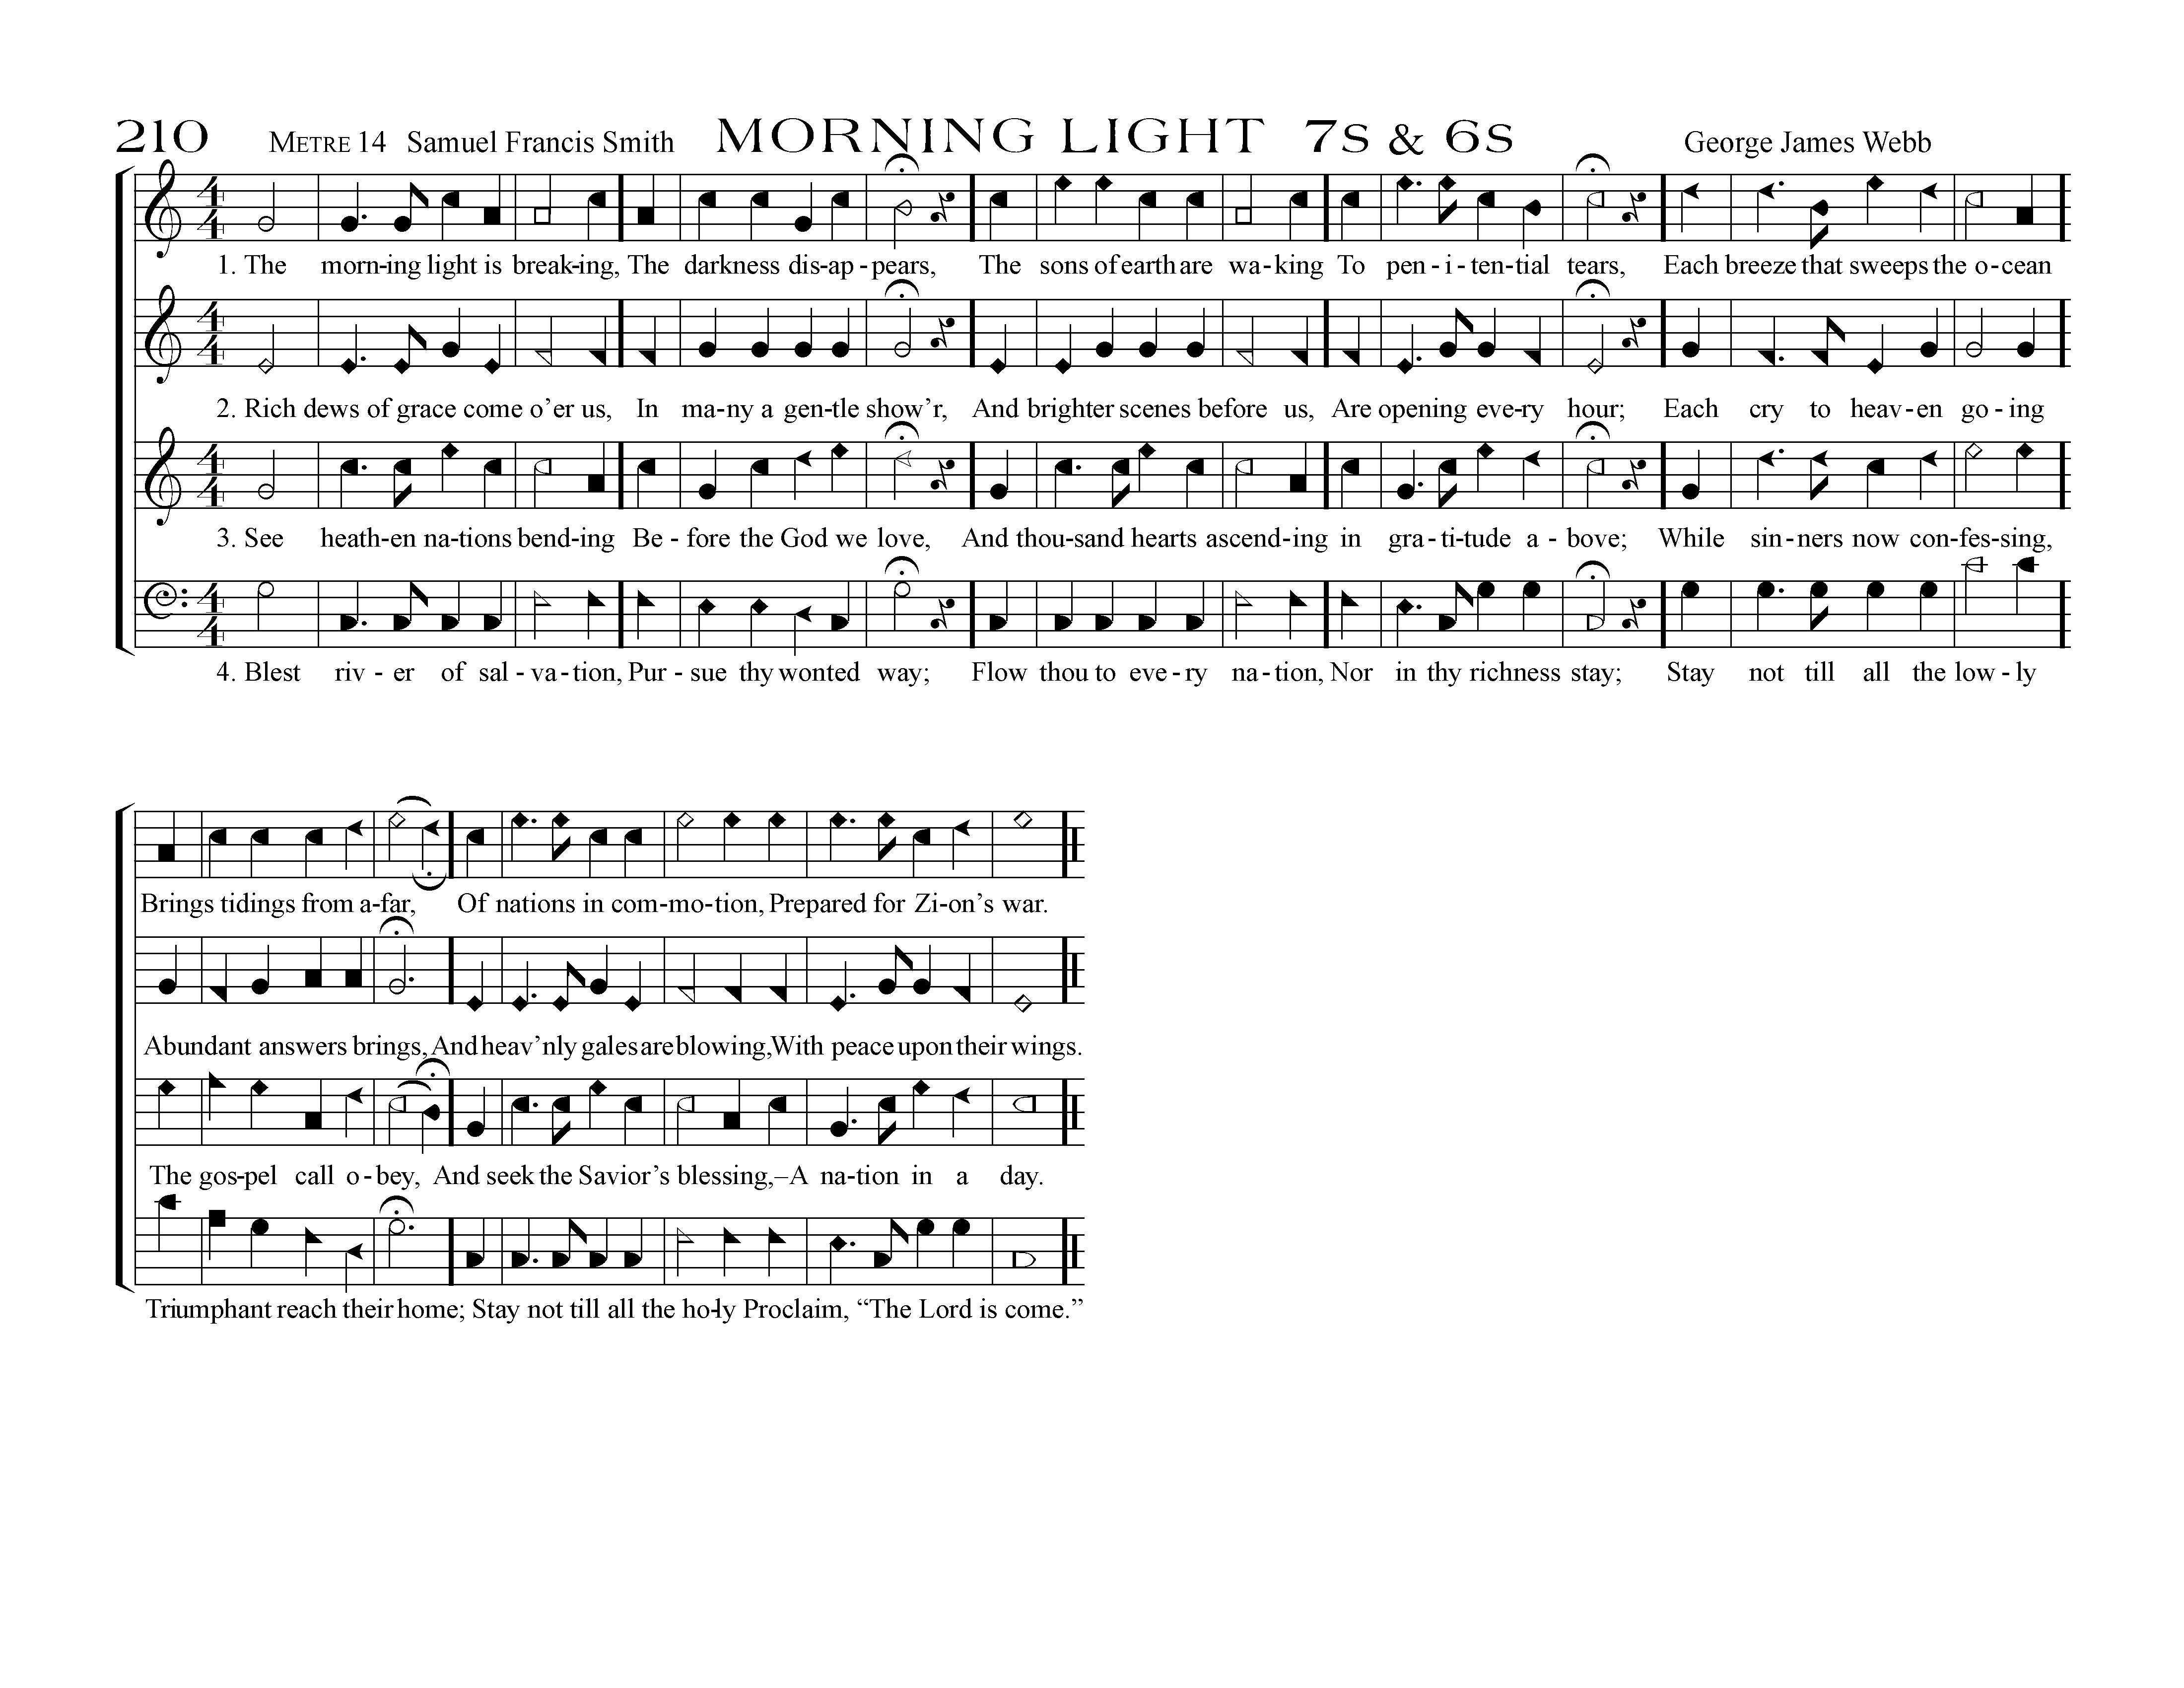 210 METRE 14 Samuel Francis Smith MORNING LIGHT 7S & 6S George James Webb
4 4
1. The morn-ing light is break-ing, The darkness dis-ap-pears, The sons of earth are wa-king To pen-i-ten-tial tears, Each breeze that sweeps the o-cean
4 4
2. Rich dews of grace come o’er us, In ma-ny a gen-tle show’r, And brighter scenes before us, Are opening eve-ry hour; Each cry to heav-en go-ing
4 4
3. See heath-en na-tions bend-ing Be-fore the God we love, And thou-sand hearts ascend-ing in gra-ti-tude a-bove; While sin-ners now con-fes-sing,
4 4
4. Blest riv-er of sal-va-tion, Pur-sue thy wonted way; Flow thou to eve-ry na-tion, Nor in thy richness stay; Stay not till all the low-ly
Brings tidings from a-far, Of nations in com-mo-tion, Prepared for Zi-on’s war.
Abundant answers brings, And heav’nly gales are blowing, With peace upon their wings.
The gos-pel call o-bey, And seek the Savior’s blessing,–A na-tion in a day.
Triumphant reach their home; Stay not till all the ho-ly Proclaim, “The Lord is come.”